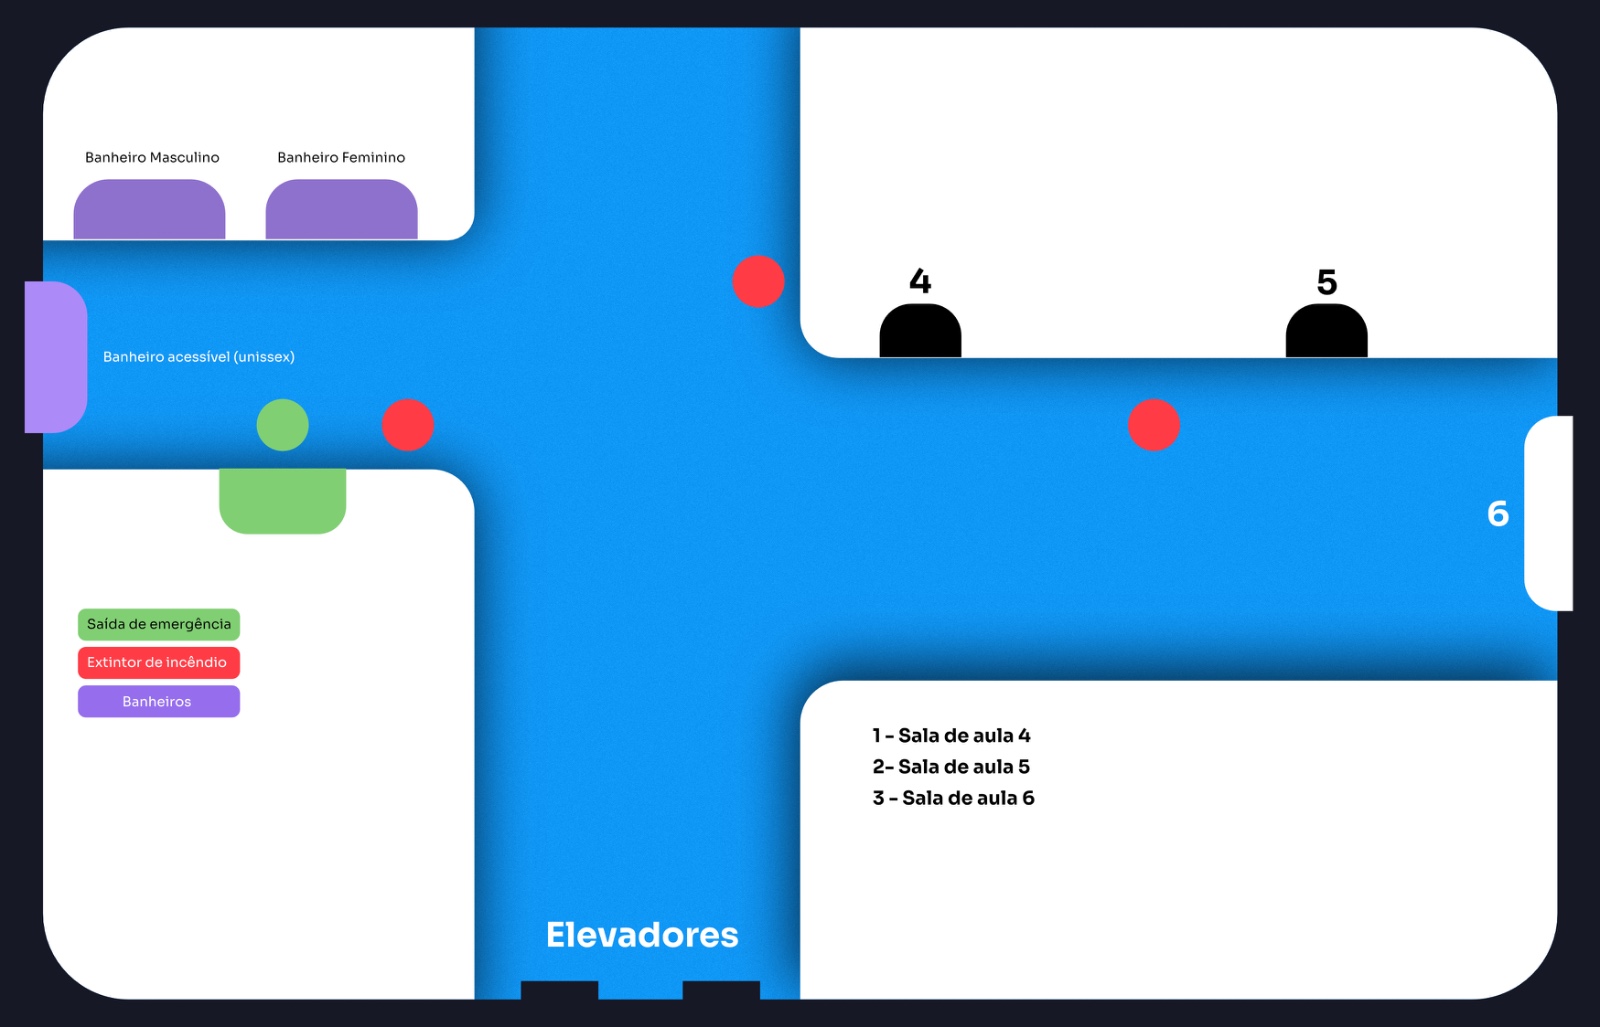 Banheiro Masculino
Banheiro Feminino
4
5
Banheiro acessível (unissex)
6
Saída de emergência
Extintor de incêndio
Banheiros
1 - Sala de aula 4
2- Sala de aula 5
3 - Sala de aula 6
Elevadores